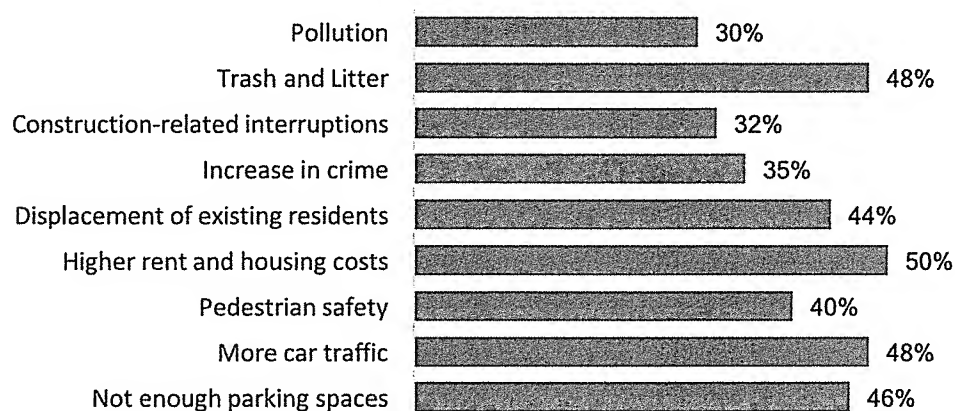 Pollution 30%
Trash and Litter 48%
Construction-related interruptions 32%
Increase in crime 35%
Displacement of existing residents 44%
Higher rent and housing costs 50%
Pedestrian safety 40%
More car traffic 48%
Not enough parking spaces 46%